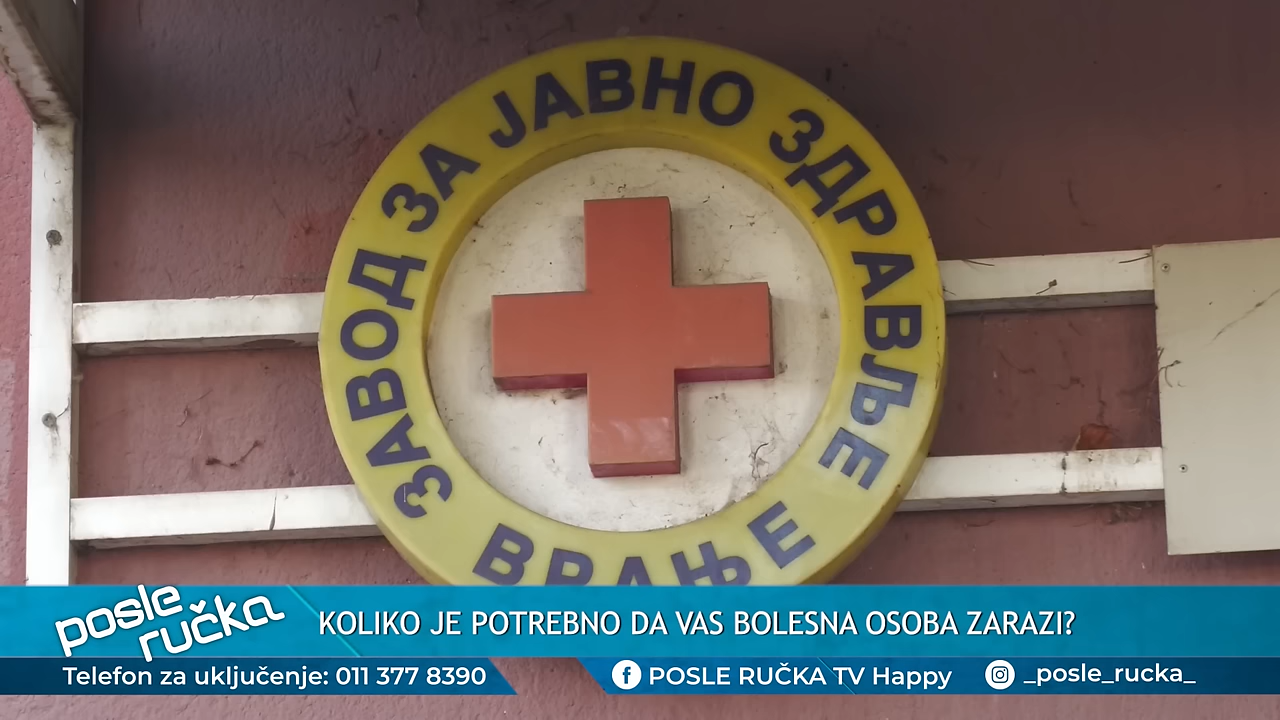 ЗАВОД ЗА ЈАВНО ЗДРАВЉЕ
ВРАЊЕ
posle
ručka
KOLIKO JE POTREBNO DA VAS BOLESNA OSOBA ZARAZI?
Telefon za uključenje: 011 377 8390
POSLE RUČKA TV Happy
_posle_rucka_